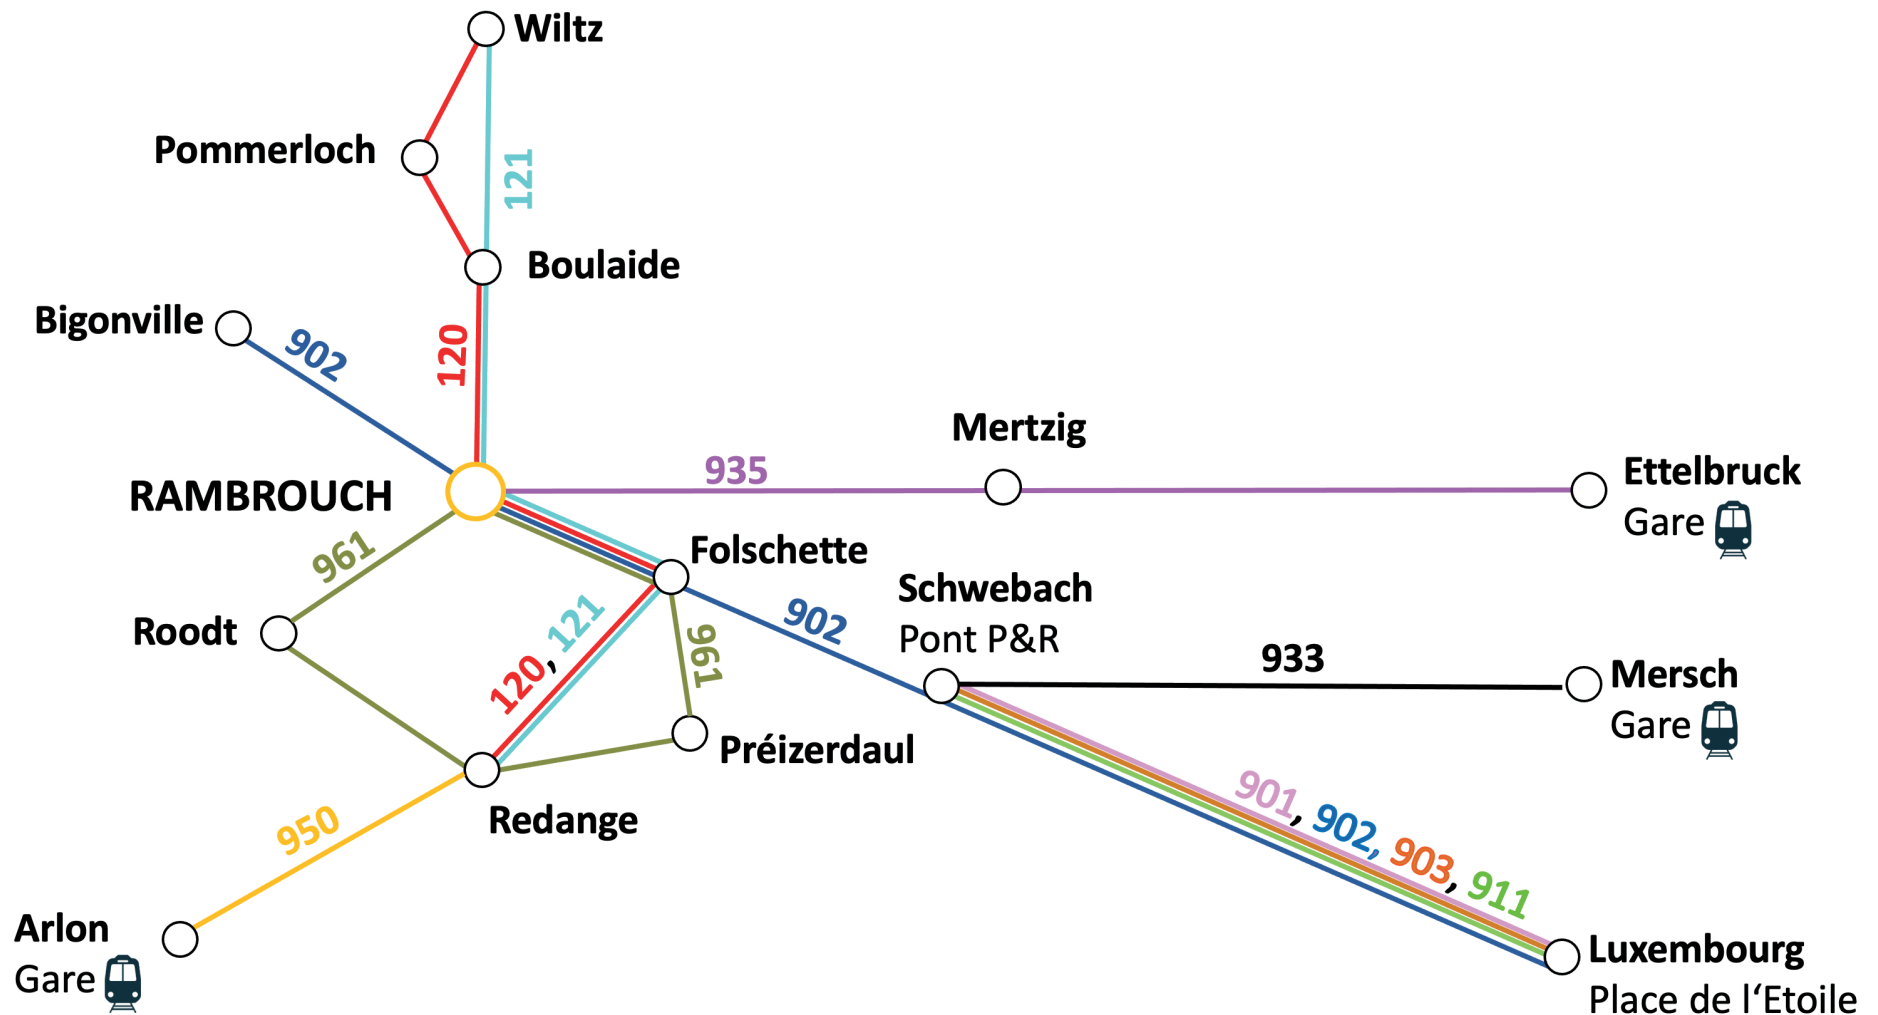 Wiltz
Pommerloch
121
Boulaide
Bigonville
902
120
Mertzig
935
Ettelbruck
Gare
RAMBROUCH
961
Folschette
Schwebach
Pont P&R
902
120, 121
961
933
Mersch
Gare
Roodt
Préizerdaul
Redange
950
901, 902, 903, 911
Arlon
Gare
Luxembourg
Place de l‘Etoile